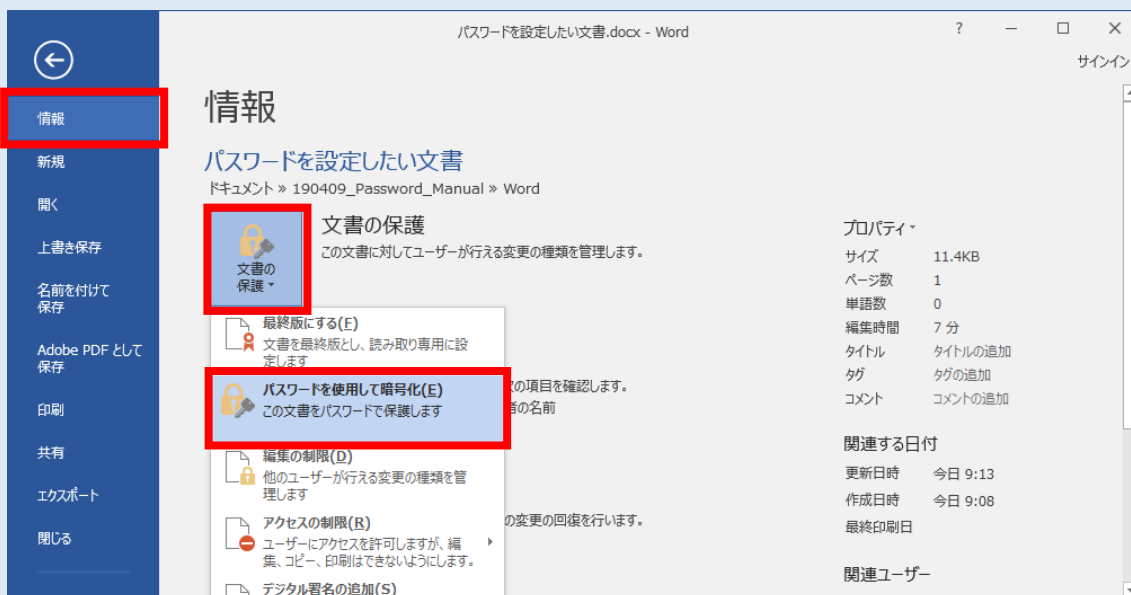 パスワードを設定したい文書.docx - Word
?
サインイン
情報
新規
開く
上書き保存
名前を付けて
保存
Adobe PDF として
保存
印刷
共有
エクスポート
閉じる
情報
パスワードを設定したい文書
ドキュメント » 190409_Password_Manual » Word
文書の
保護
文書の保護
この文書に対してユーザーが行える変更の種類を管理します。
最終版にする(F)
文書を最終版とし、読み取り専用に設
定します
パスワードを使用して暗号化(E)
この文書をパスワードで保護します
の項目を確認します。
者の名前
編集の制限(D)
他のユーザーが行える変更の種類を管
理します
アクセスの制限(R)
ユーザーにアクセスを許可しますが、編
集、コピー、印刷はできないようにします。
の変更の回復を行います。
デジタル署名の追加(S)
プロパティ
サイズ 11.4KB
ページ数 1
単語数 0
編集時間 7 分
タイトル タイトルの追加
タグ タグの追加
コメント コメントの追加
関連する日付
更新日時 今日 9:13
作成日時 今日 9:08
最終印刷日
関連ユーザー